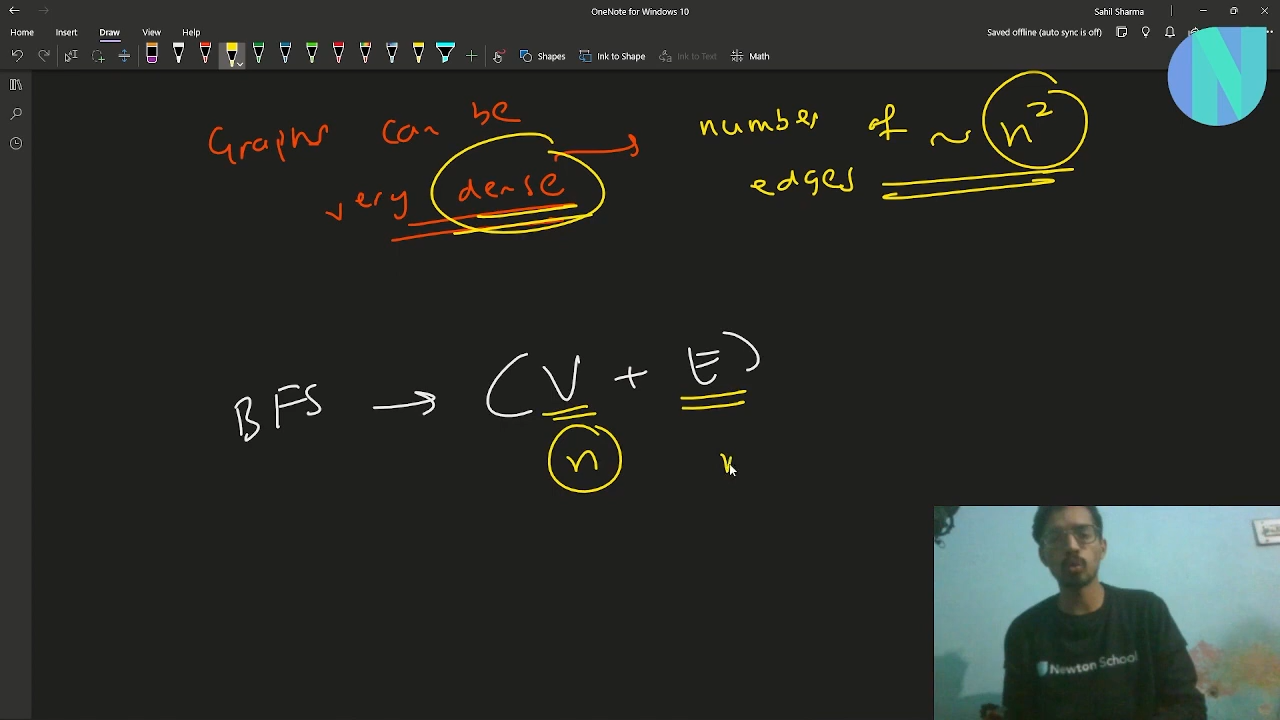 OneNote for Windows 10
Sahil Sharma
Home Insert Draw View Help
Saved offline (auto sync is off)
Shapes Ink to Shape Ink to Text Math
Graphs can be
very dense
number of ~ n²
edges
BFS → (V + E)
n
Newton School